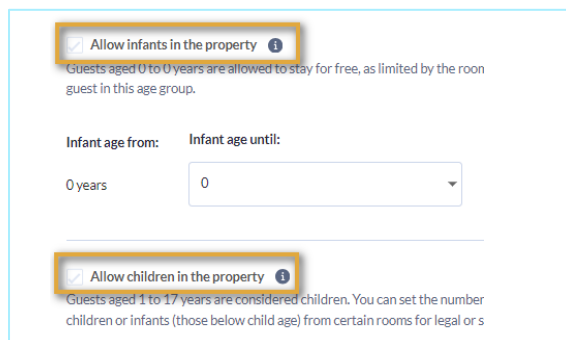 Allow infants in the property
Guests aged 0 to 0 years are allowed to stay for free, as limited by the room
guest in this age group.
Infant age from: Infant age until:
0 years 0
Allow children in the property
Guests aged 1 to 17 years are considered children. You can set the number
children or infants (those below child age) from certain rooms for legal or s